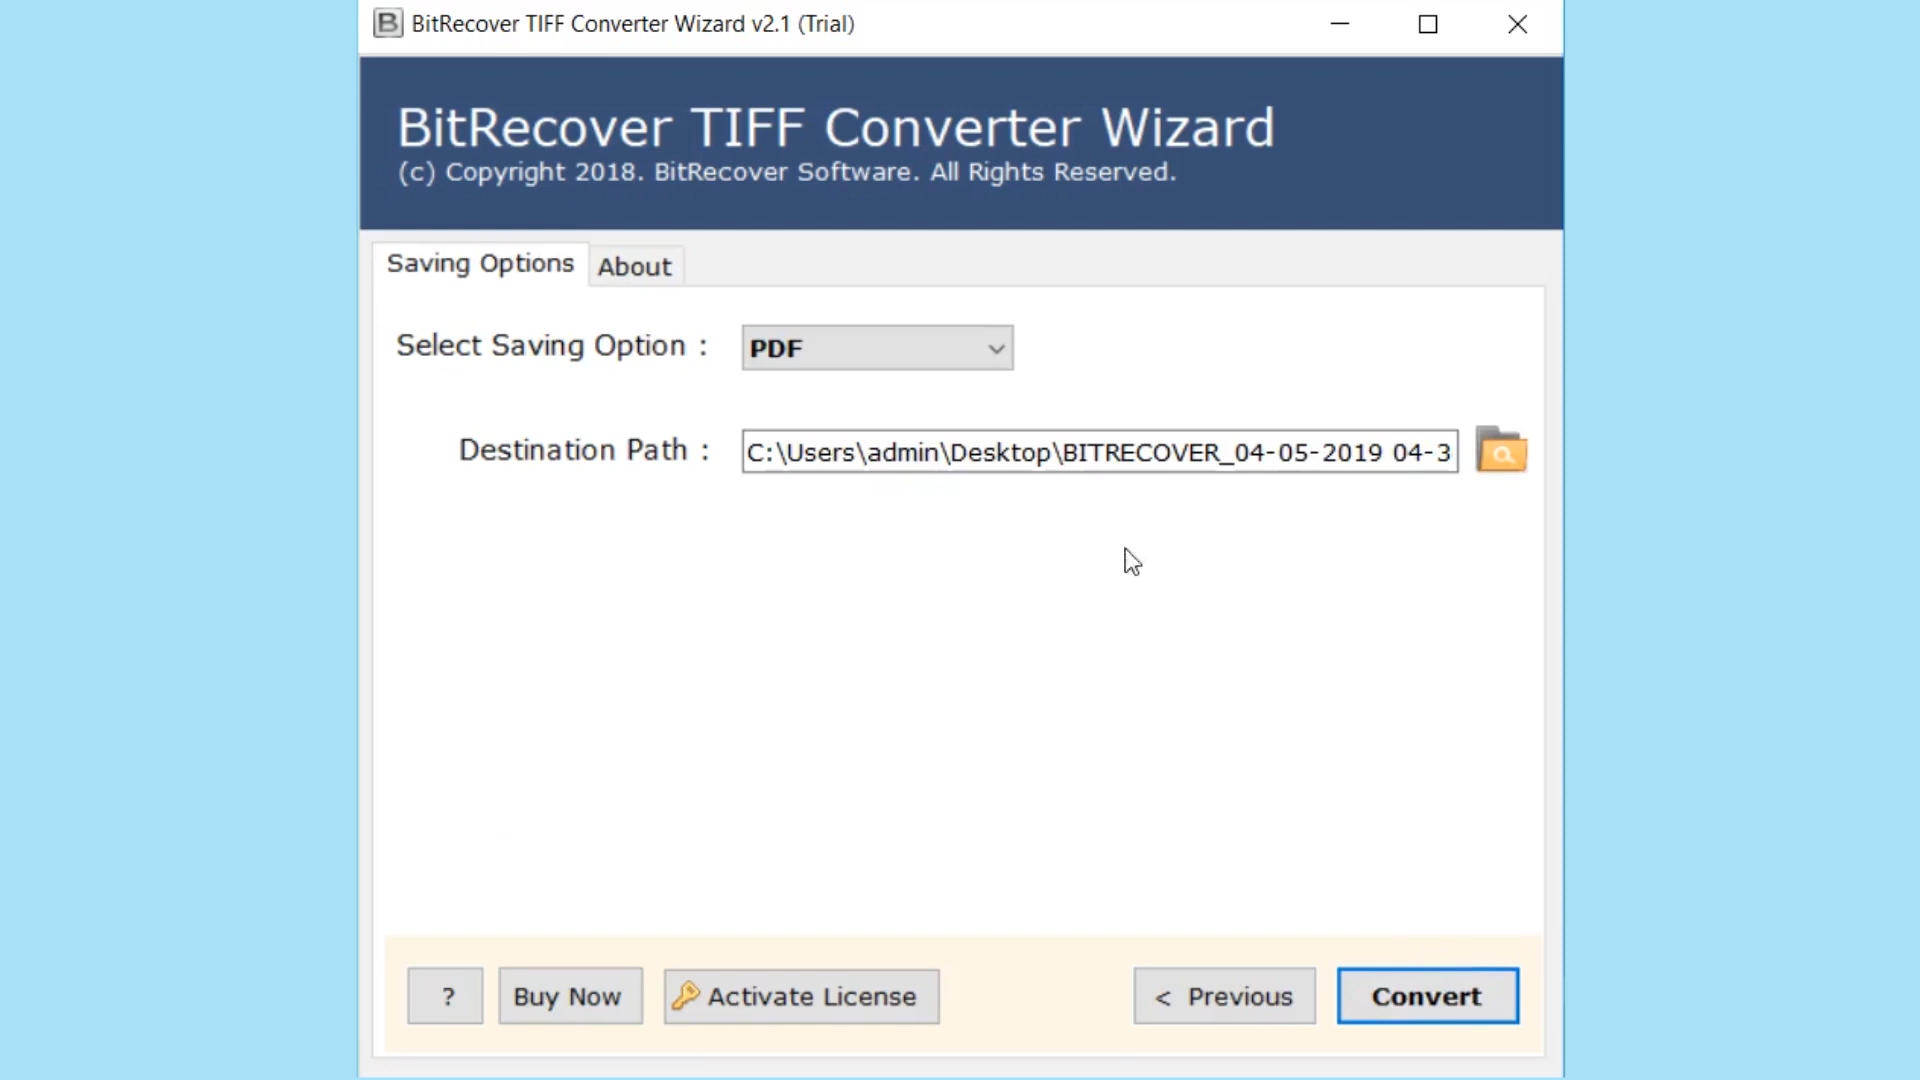 BitRecover TIFF Converter Wizard v2.1 (Trial)
BitRecover TIFF Converter Wizard
(c) Copyright 2018. BitRecover Software. All Rights Reserved.
Saving Options
About
Select Saving Option :
PDF
Destination Path :
C:\Users\admin\Desktop\BITRECOVER_04-05-2019 04-3
?
Buy Now
Activate License
< Previous
Convert